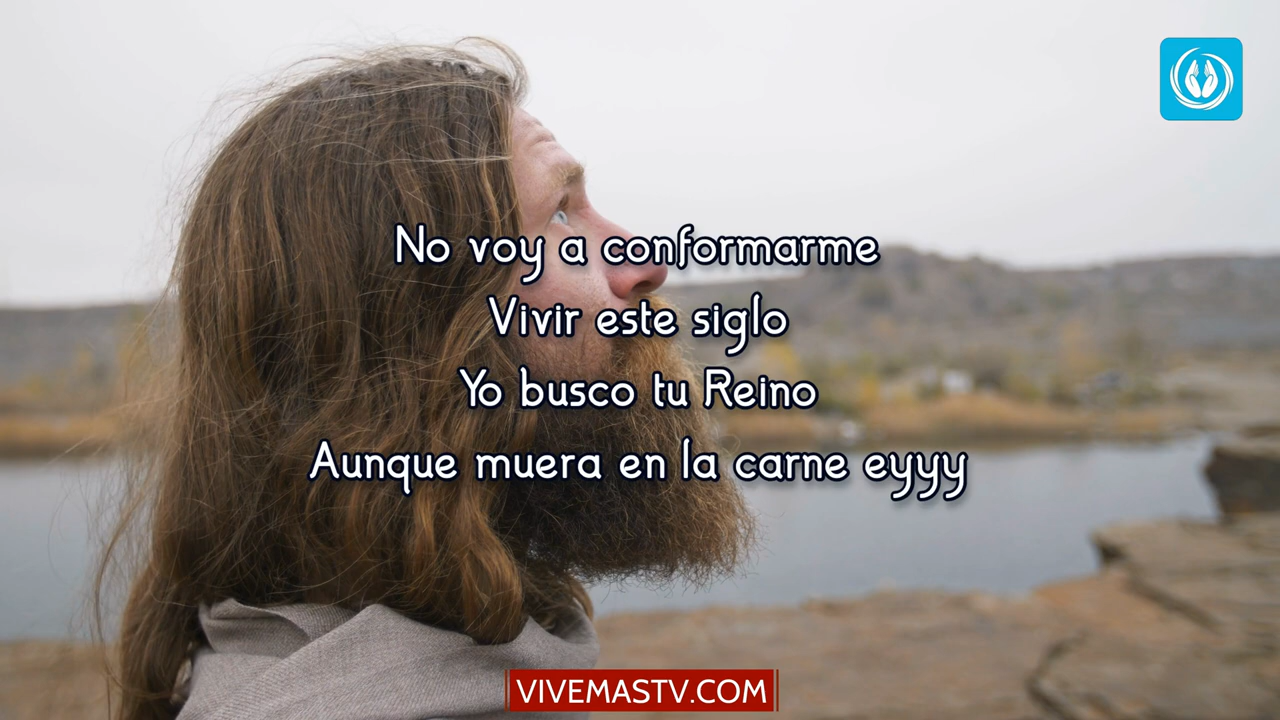 No voy a conformarme
Vivir este siglo
Yo busco tu Reino
Aunque muera en la carne eyyy
VIVEMASTV.COM